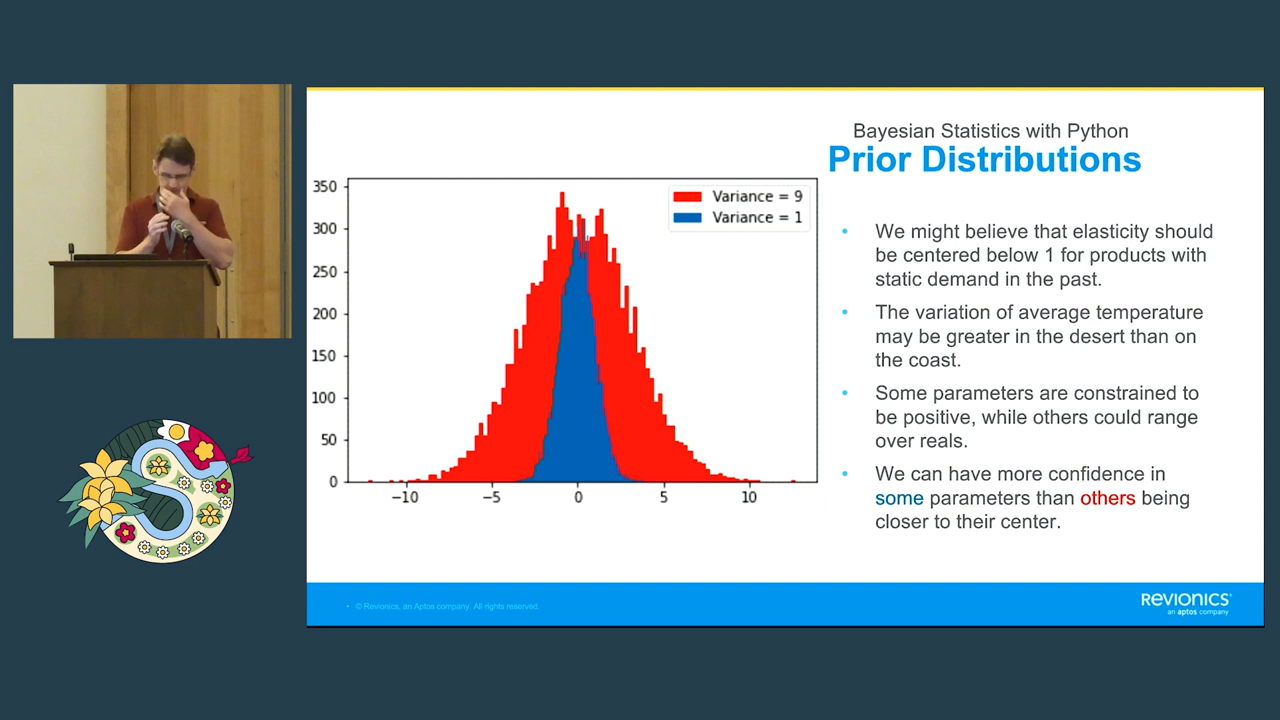 Bayesian Statistics with Python
Prior Distributions
350
300
250
200
150
100
50
0
−10
−5
0
5
10
Variance = 9
Variance = 1
• We might believe that elasticity should
be centered below 1 for products with
static demand in the past.
• The variation of average temperature
may be greater in the desert than on
the coast.
• Some parameters are constrained to
be positive, while others could range
over reals.
• We can have more confidence in
some parameters than others being
closer to their center.
• © Revionics, an Aptos company, All rights reserved.
REVIONICS
an aptos company